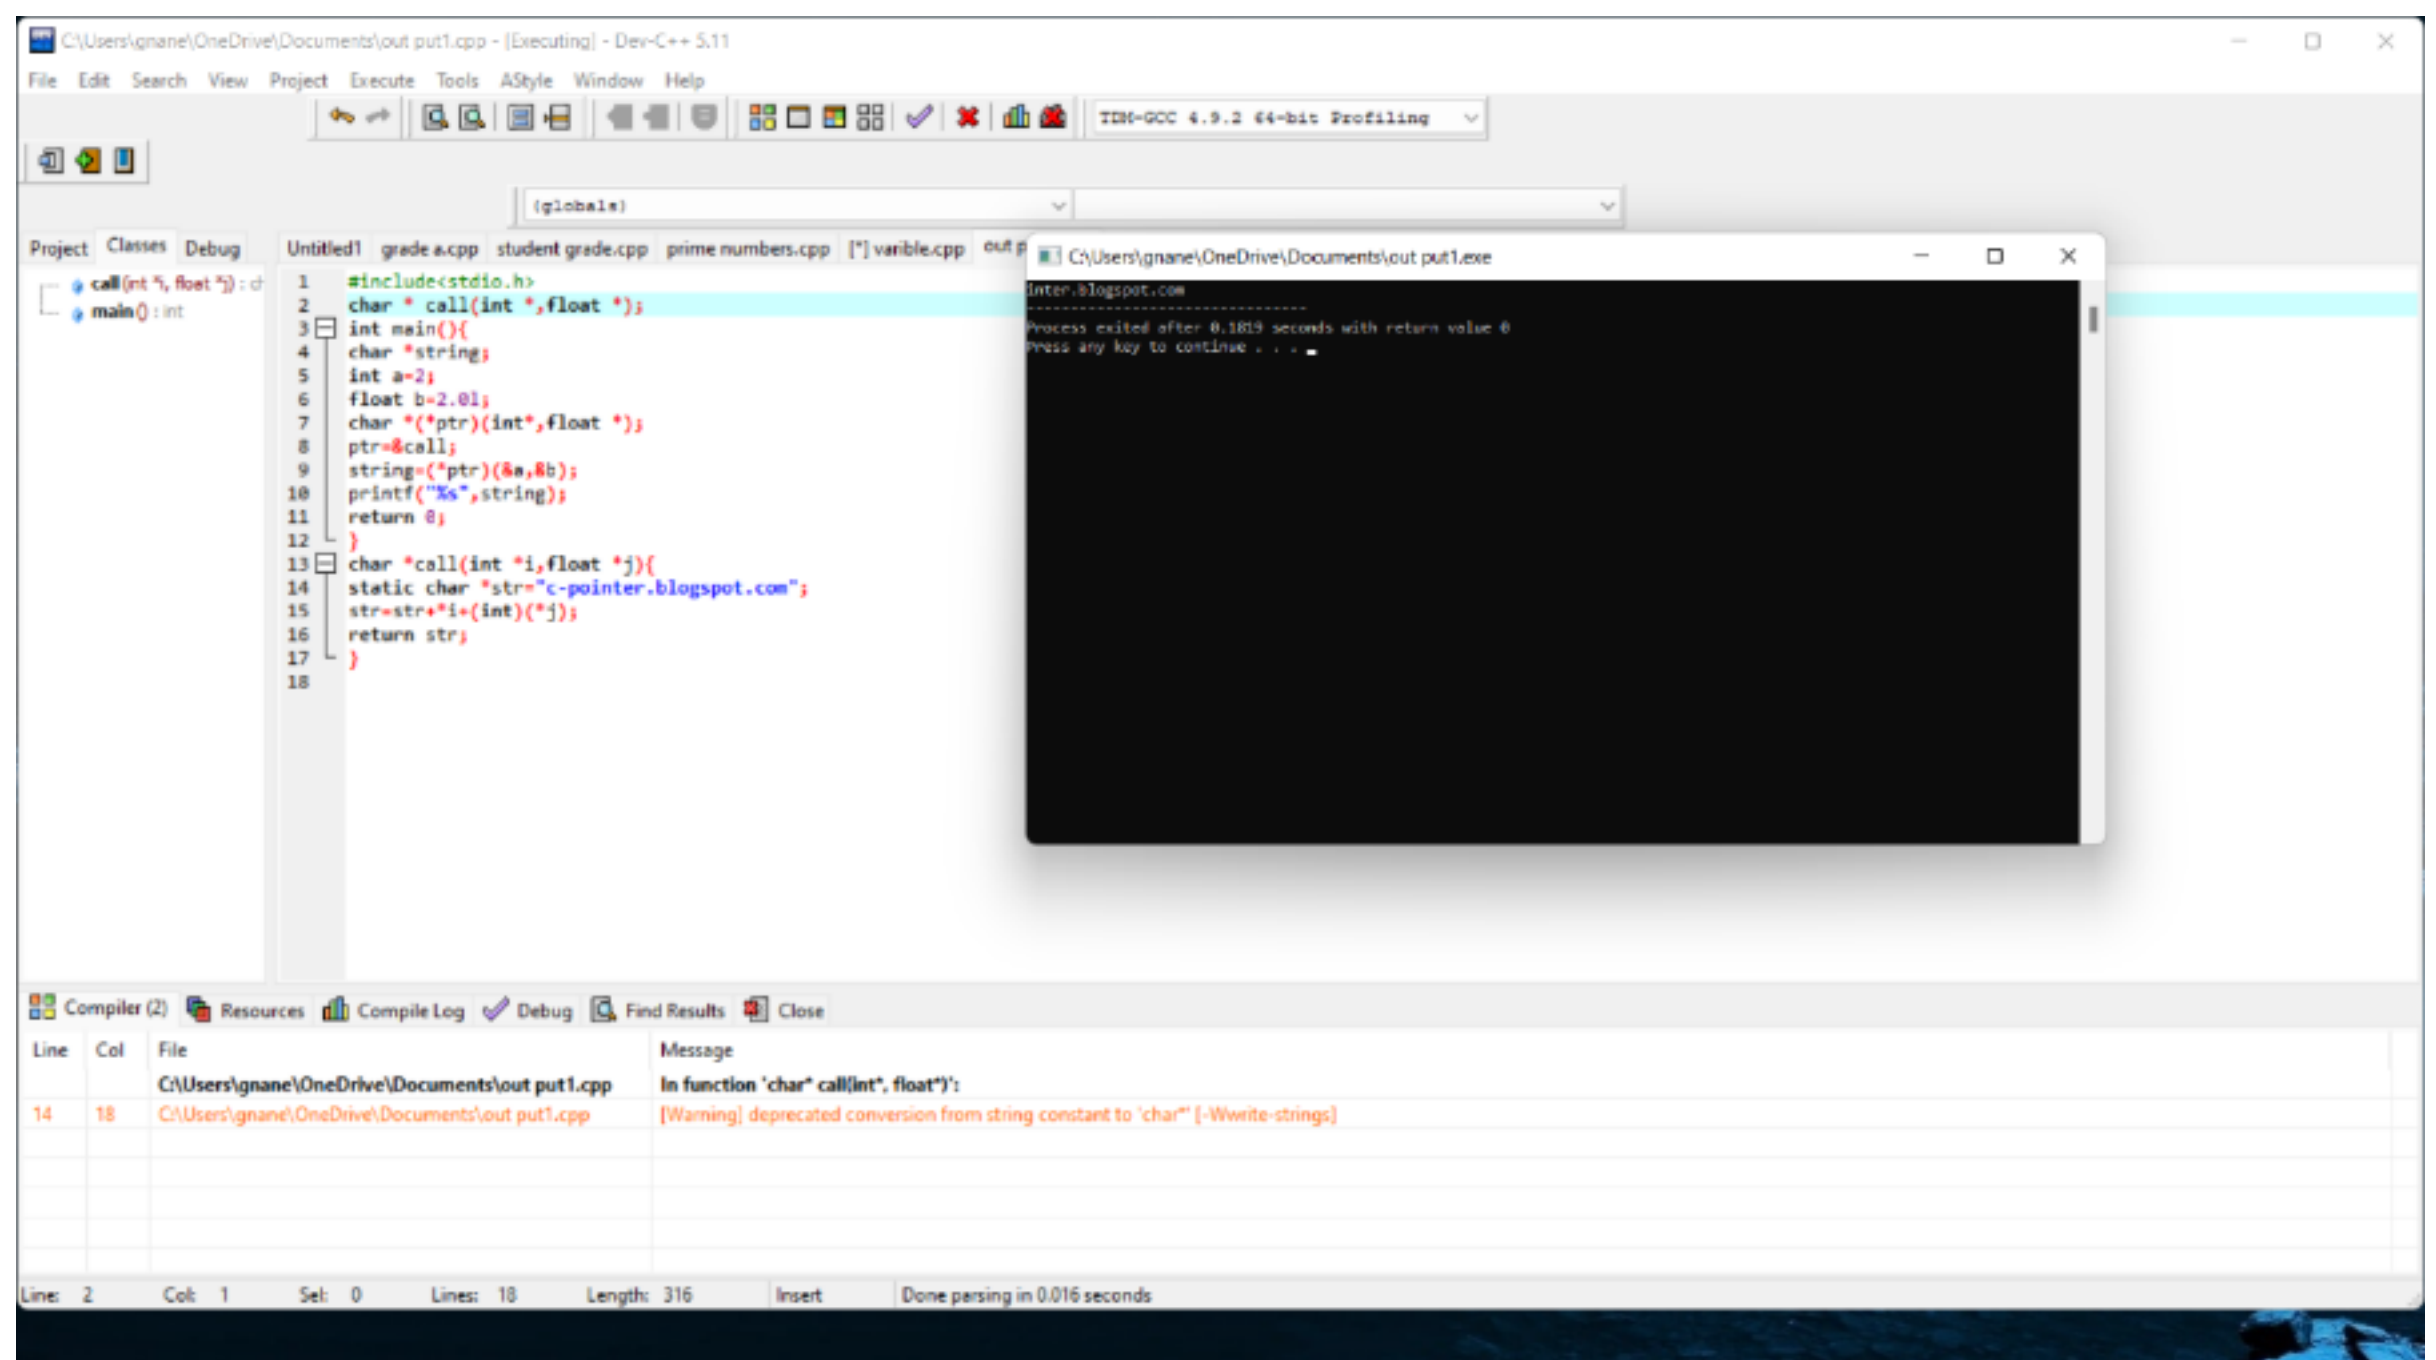 C:\Users\gnane\OneDrive\Documents\out put1.cpp - [Executing] - Dev-C++ 5.11
File Edit Search View Project Execute Tools AStyle Window Help
TDM-GCC 4.9.2 64-bit Profiling
(globals)
Project Classes Debug
call (int *i, float *j) : ch
main () : int
Untitled1 grade a.cpp student grade.cpp prime numbers.cpp [*] varible.cpp out p
1 #include<stdio.h>
2 char * call(int *,float *);
3 int main(){
4 char *string;
5 int a=2;
6 float b=2.0l;
7 char *(*ptr)(int*,float *);
8 ptr=&call;
9 string=(*ptr)(&a,&b);
10 printf("%s",string);
11 return 0;
12 }
13 char *call(int *i,float *j){
14 static char *str="c-pointer.blogspot.com";
15 str=str+*i+(int)(*j);
16 return str;
17 }
18
C:\Users\gnane\OneDrive\Documents\out put1.exe
inter.blogspot.com
--------------------------------
Process exited after 0.1819 seconds with return value 0
Press any key to continue . . .
Compiler (2) Resources Compile Log Debug Find Results Close
Line Col File Message
C:\Users\gnane\OneDrive\Documents\out put1.cpp In function 'char* call(int*, float*)':
14 18 C:\Users\gnane\OneDrive\Documents\out put1.cpp [Warning] deprecated conversion from string constant to 'char*' [-Wwrite-strings]
Line: 2 Col: 1 Sel: 0 Lines: 18 Length: 316 Insert Done parsing in 0.016 seconds